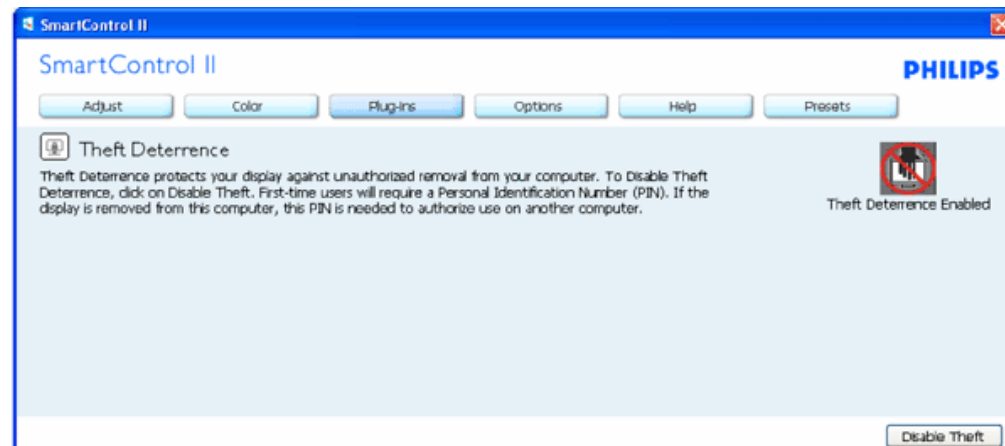 SmartControl II
SmartControl II
PHILIPS
Adjust Color Plug-Ins Options Help Presets
Theft Deterrence
Theft Deterrence protects your display against unauthorized removal from your computer. To Disable Theft
Deterrence, click on Disable Theft. First-time users will require a Personal Identification Number (PIN). If the
display is removed from this computer, this PIN is needed to authorize use on another computer.
Theft Deterrence Enabled
Disable Theft